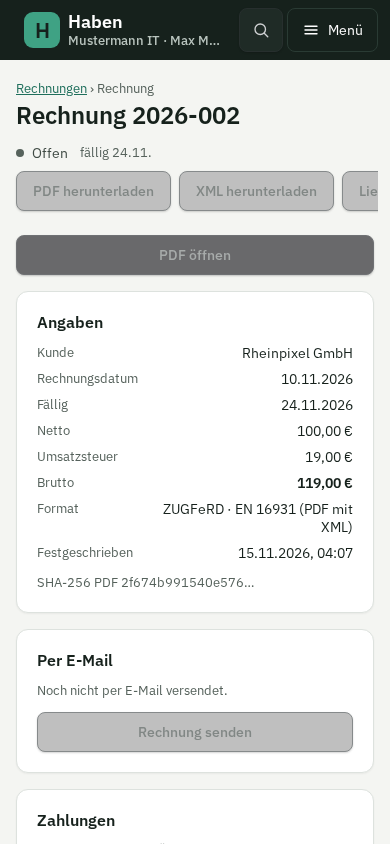 H
Haben
Mustermann IT · Max M...
Menü
Rechnungen › Rechnung
Rechnung 2026-002
Offen fällig 24.11.
PDF herunterladen XML herunterladen Lie
PDF öffnen
Angaben
Kunde Rheinpixel GmbH
Rechnungsdatum 10.11.2026
Fällig 24.11.2026
Netto 100,00 €
Umsatzsteuer 19,00 €
Brutto 119,00 €
Format ZUGFeRD · EN 16931 (PDF mit
XML)
Festgeschrieben 15.11.2026, 04:07
SHA-256 PDF 2f674b991540e576…
Per E-Mail
Noch nicht per E-Mail versendet.
Rechnung senden
Zahlungen